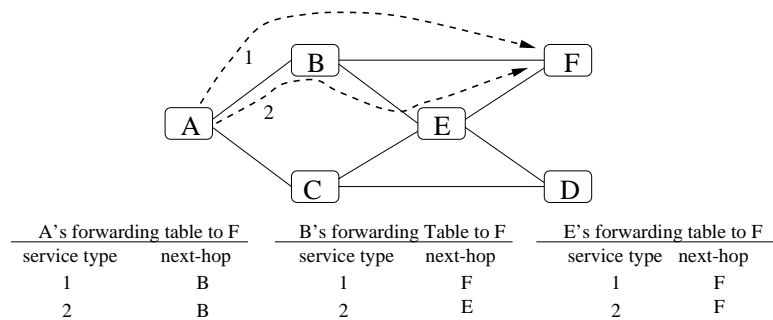 1
B
F
2
A
E
C
D
A's forwarding table to F
service type next-hop
1 B
2 B
B's forwarding Table to F
service type next-hop
1 F
2 E
E's forwarding table to F
service type next-hop
1 F
2 F